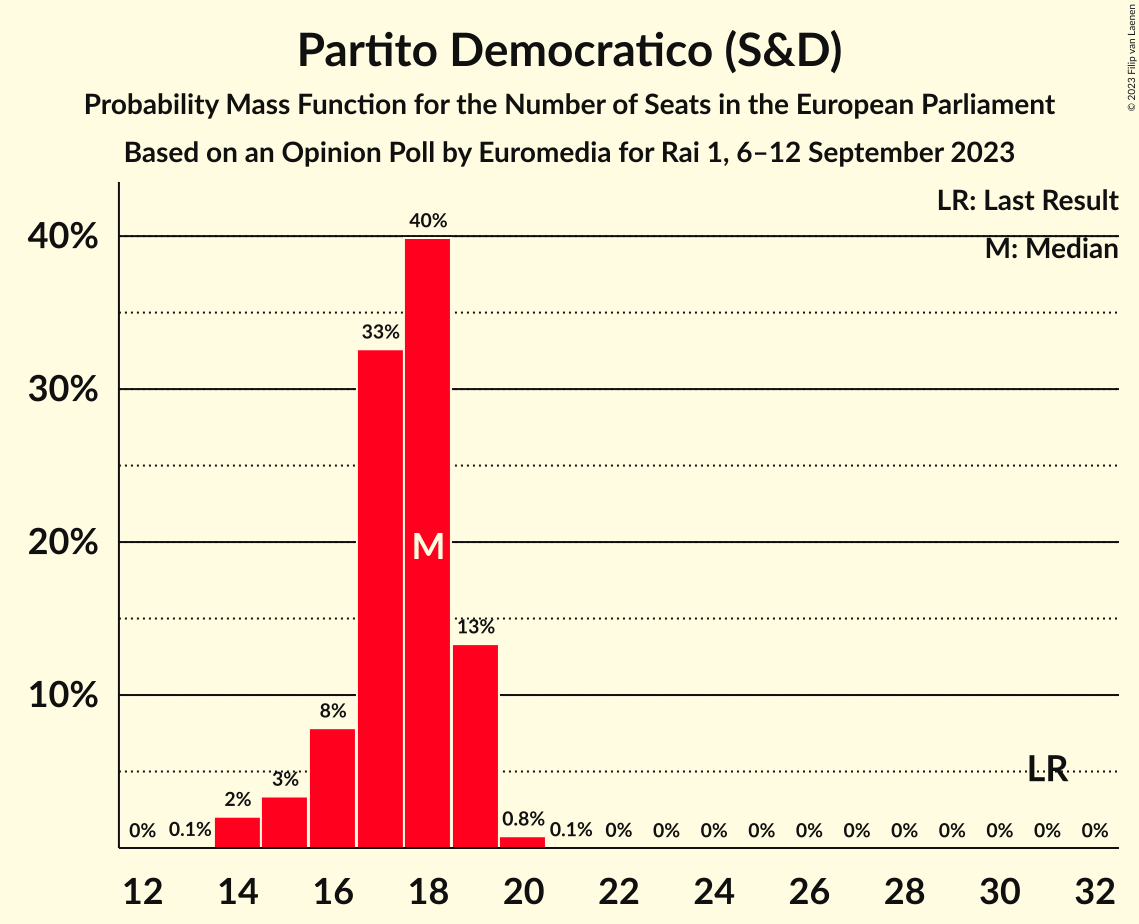 Partito Democratico (S&D)
Probability Mass Function for the Number of Seats in the European Parliament
Based on an Opinion Poll by Euromedia for Rai 1, 6–12 September 2023
© 2023 Filip van Laenen
LR: Last Result
M: Median
40%
30%
20%
10%
0% 0.1% 2% 3% 8% 33% 40% 13% 0.8% 0.1% 0% 0% 0% 0% 0% 0% 0% 0% 0% 0% 0%
M
LR
12 14 16 18 20 22 24 26 28 30 32